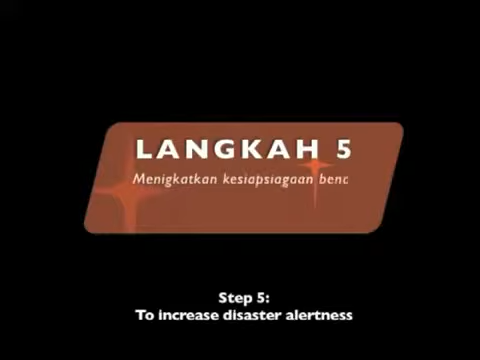 LANGKAH 5
Menigkatkan kesiapsiagaan benc
Step 5:
To increase disaster alertness